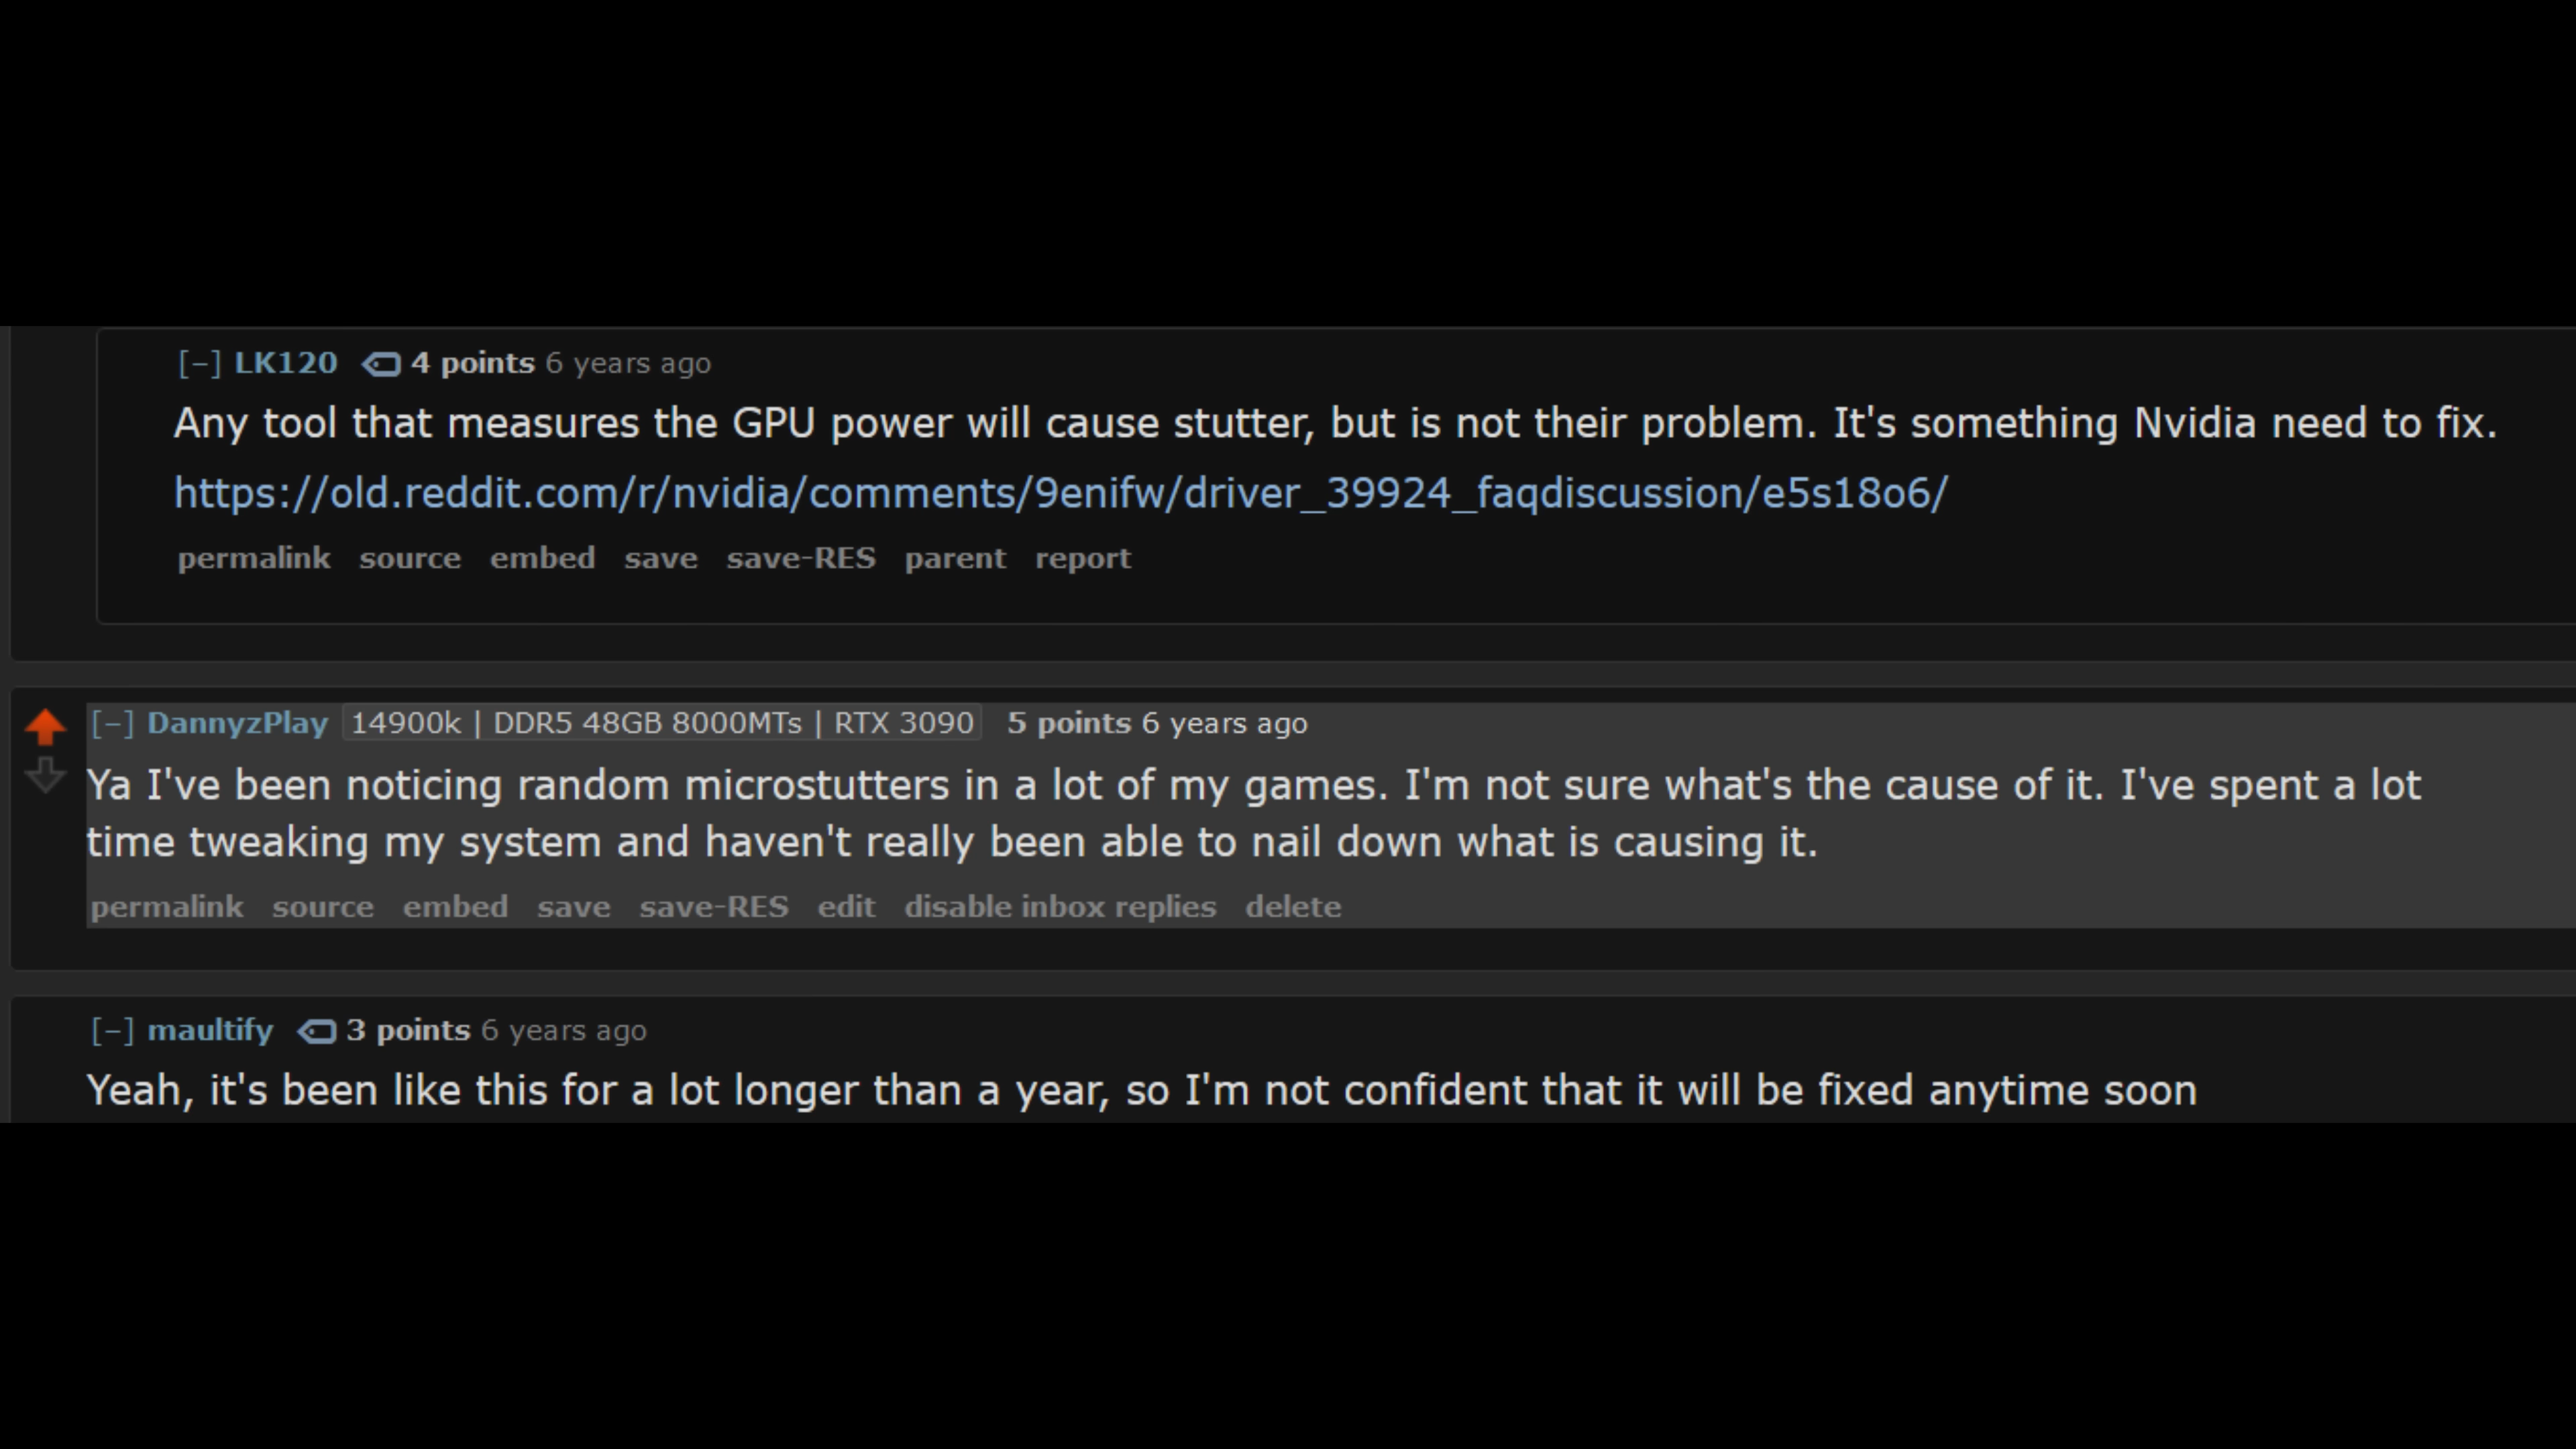 [–] LK120 4 points 6 years ago
Any tool that measures the GPU power will cause stutter, but is not their problem. It's something Nvidia need to fix.
https://old.reddit.com/r/nvidia/comments/9enifw/driver_39924_faqdiscussion/e5s18o6/
permalink source embed save save-RES parent report
[–] DannyzPlay 14900k | DDR5 48GB 8000MTs | RTX 3090 5 points 6 years ago
Ya I've been noticing random microstutters in a lot of my games. I'm not sure what's the cause of it. I've spent a lot
time tweaking my system and haven't really been able to nail down what is causing it.
permalink source embed save save-RES edit disable inbox replies delete
[–] maultify 3 points 6 years ago
Yeah, it's been like this for a lot longer than a year, so I'm not confident that it will be fixed anytime soon